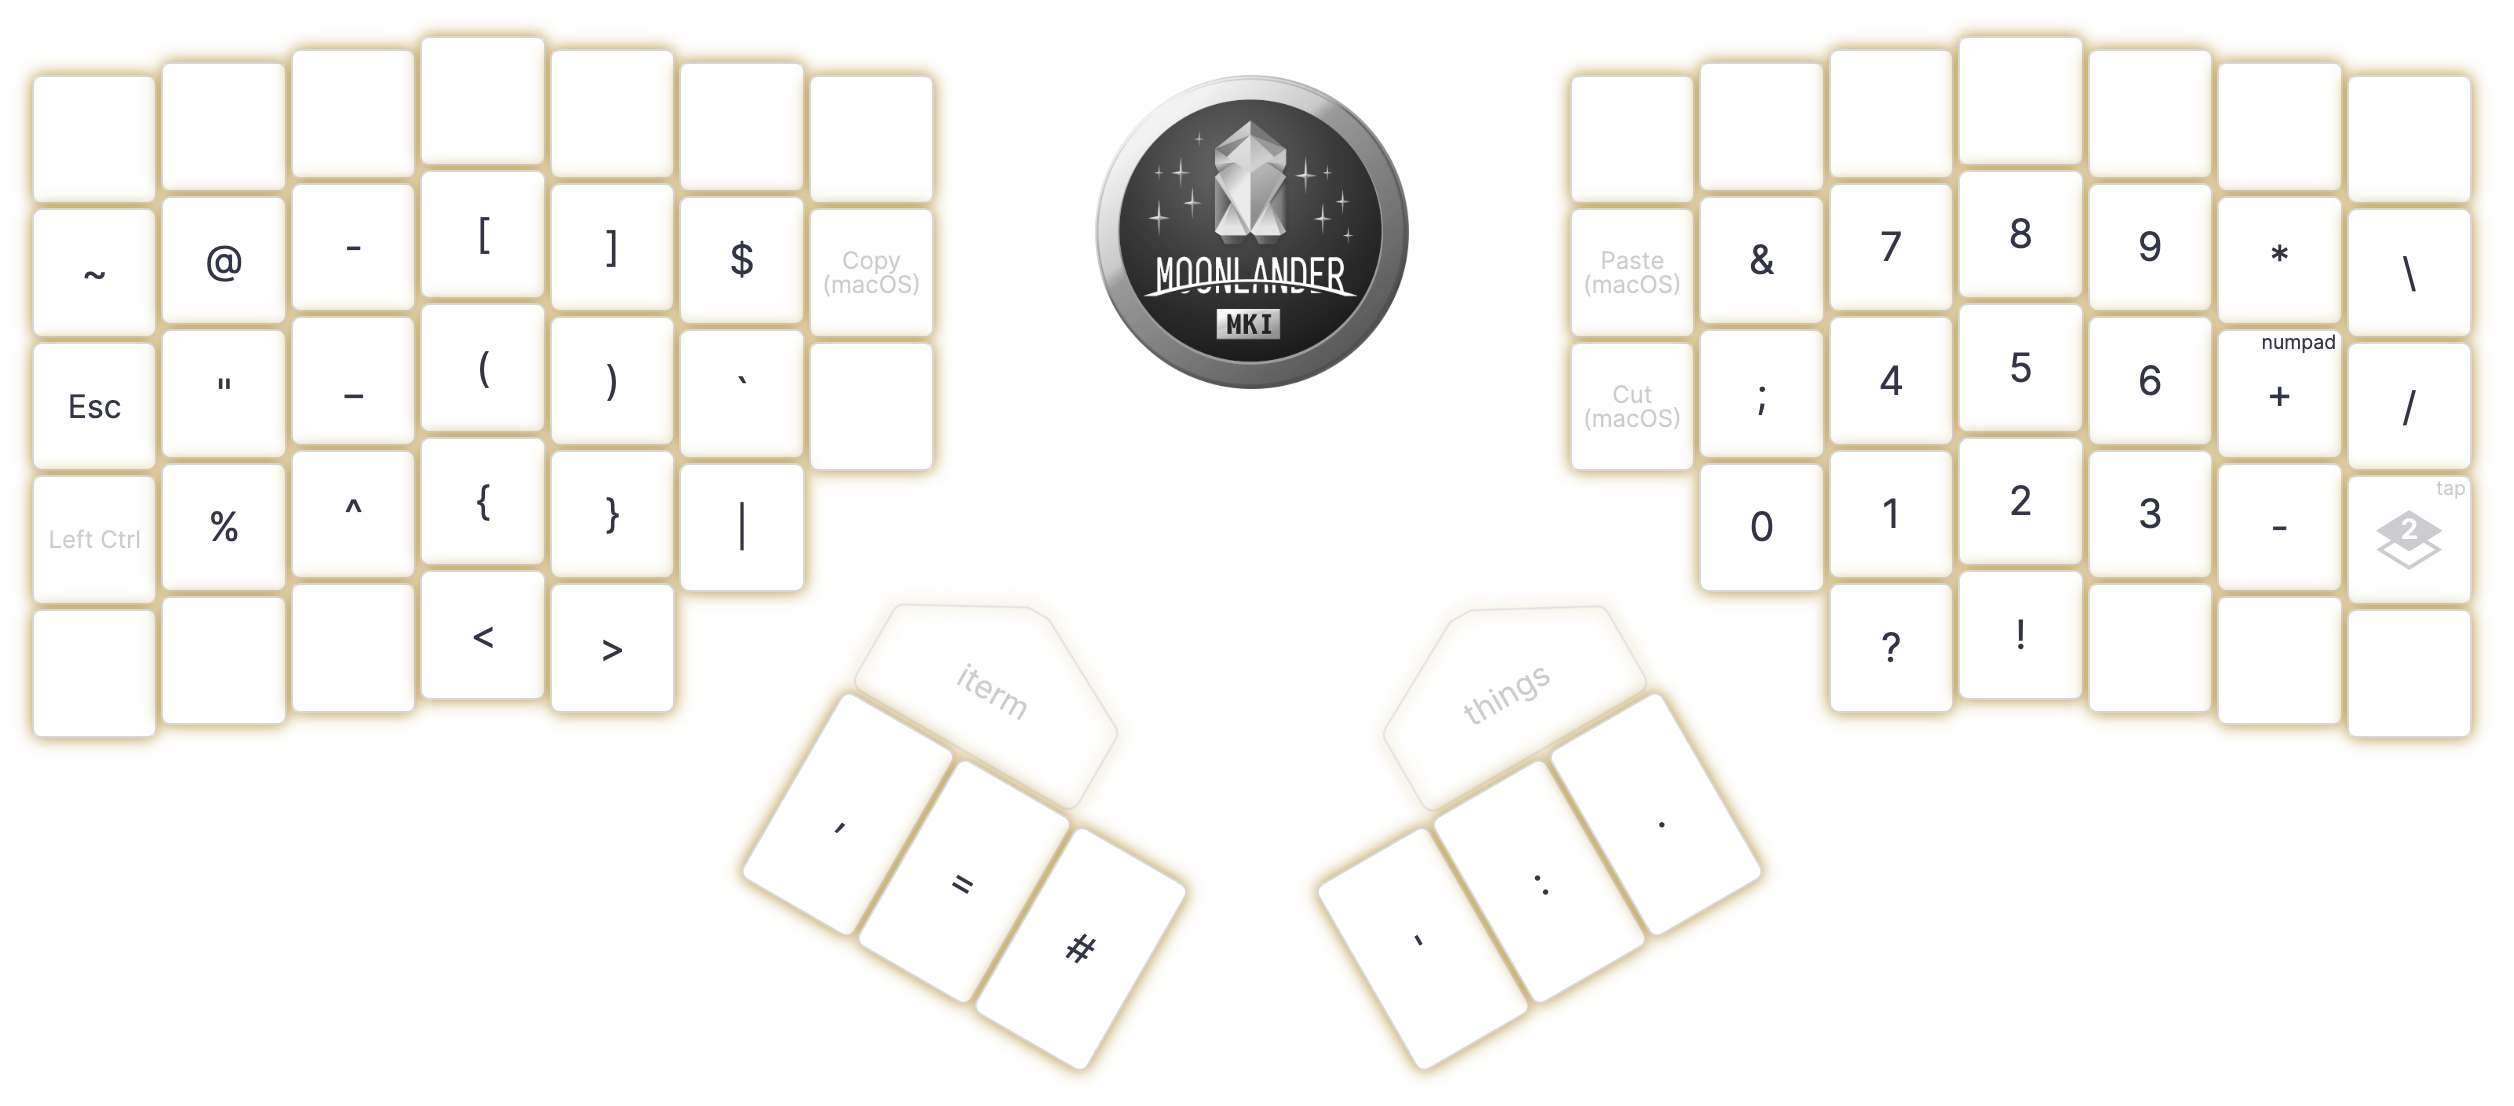 ~ @ - [ ] $ Copy
(macOS)
Esc " _ ( ) `
Left Ctrl % ^ { } |
< >
iterm
, = #
MOONLANDER
MKI
Paste
(macOS)
& 7 8 9 * \
Cut
(macOS)
; 4 5 6 numpad
+ /
0 1 2 3 - tap
2
? !
things
' : .